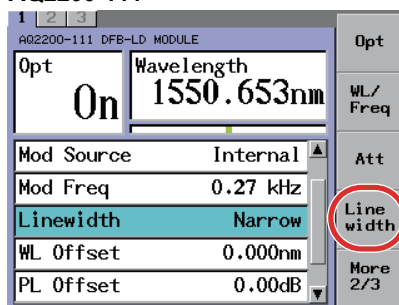 1 2 3
AQ2200-111 DFB-LD MODULE
Opt
On
Wavelength
1550.653nm
Mod Source Internal
Mod Freq 0.27 kHz
Linewidth Narrow
WL Offset 0.000nm
PL Offset 0.00dB
Opt
WL/
Freq
Att
Line
width
More
2/3